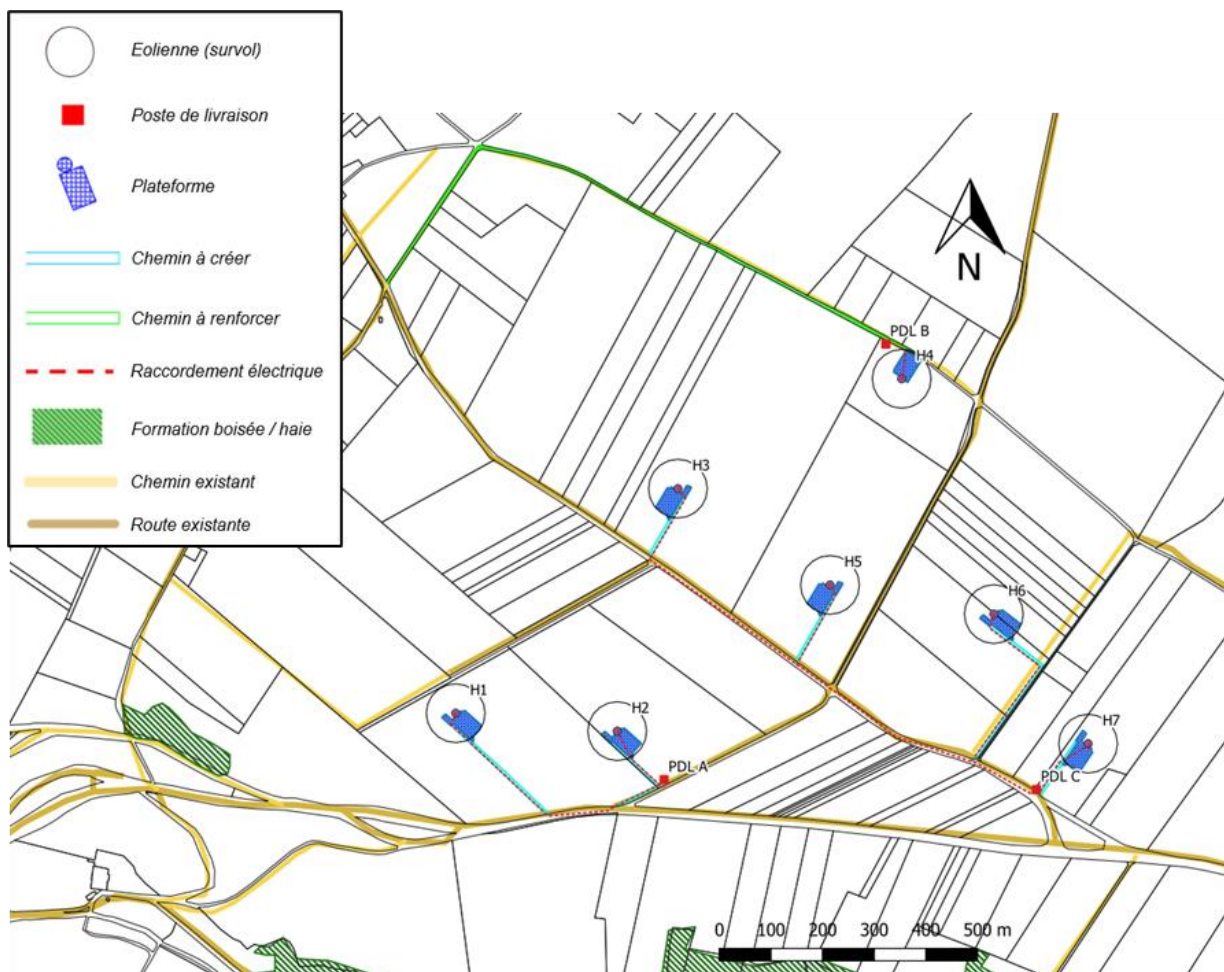 Eolienne (survol)
Poste de livraison
Plateforme
Chemin à créer
Chemin à renforcer
Raccordement électrique
Formation boisée / haie
Chemin existant
Route existante
N
PDL B
H4
H3
H5
H6
H1
H2
H7
PDL A
PDL C
0 100 200 300 400 500 m